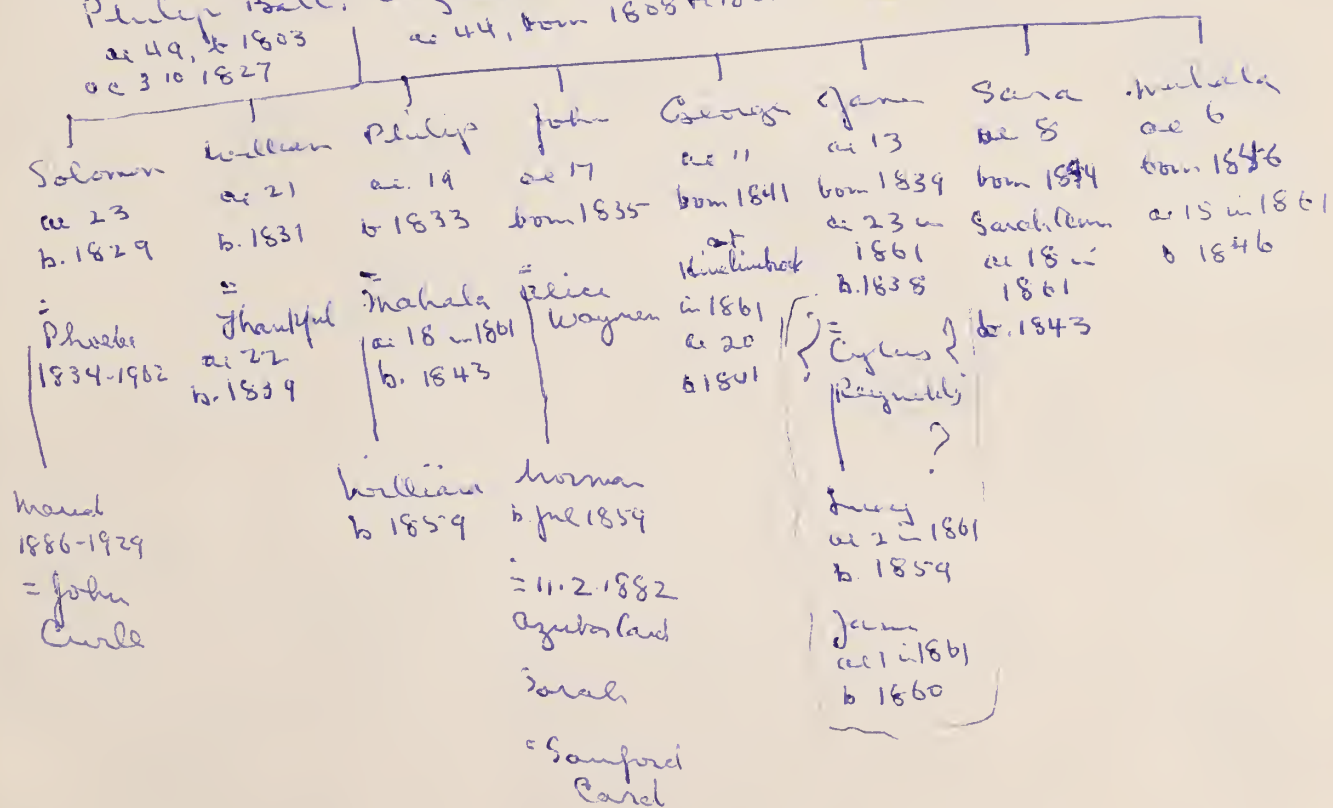 Philip Ball,
ae 49, b 1803
ae 44, born 1808
oc 3 10 1827
Solomon
ae 23
b. 1829
=
Phoebe
1834-1902
Maud
1886-1929
= John
Curle
William
ae 21
b. 1831
=
Thankful
ae 22
b. 1839
Philip
ae. 19
b 1833
=
Mahala
ae 18 in 1861
b. 1843
William
b 1859
John
ae 17
born 1835
=
Alice
Waymen
Norman
b. Jul 1859
= 11.2.1882
Azuba Card
Sarah
= Sanford
Card
George
ae 11
born 1841
at
in 1861
ae 20
b 1841
Jane
ae 13
born 1839
ae 23 in
1861
b. 1838
? = Cyrus ?
Reynolds
?
Lucy
ae 2 in 1861
b. 1859
Jane
ae 1 in 1861
b 1860
Sara
ae 8
born 1844
Sarah Ann
ae 18 in
1861
b. 1843
Mahala
ae 6
born 1846
ae 15 in 1861
b 1846